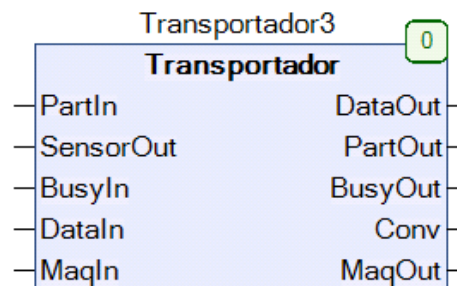 Transportador3
0
Transportador
PartIn DataOut
SensorOut PartOut
BusyIn BusyOut
DataIn Conv
MaqIn MaqOut